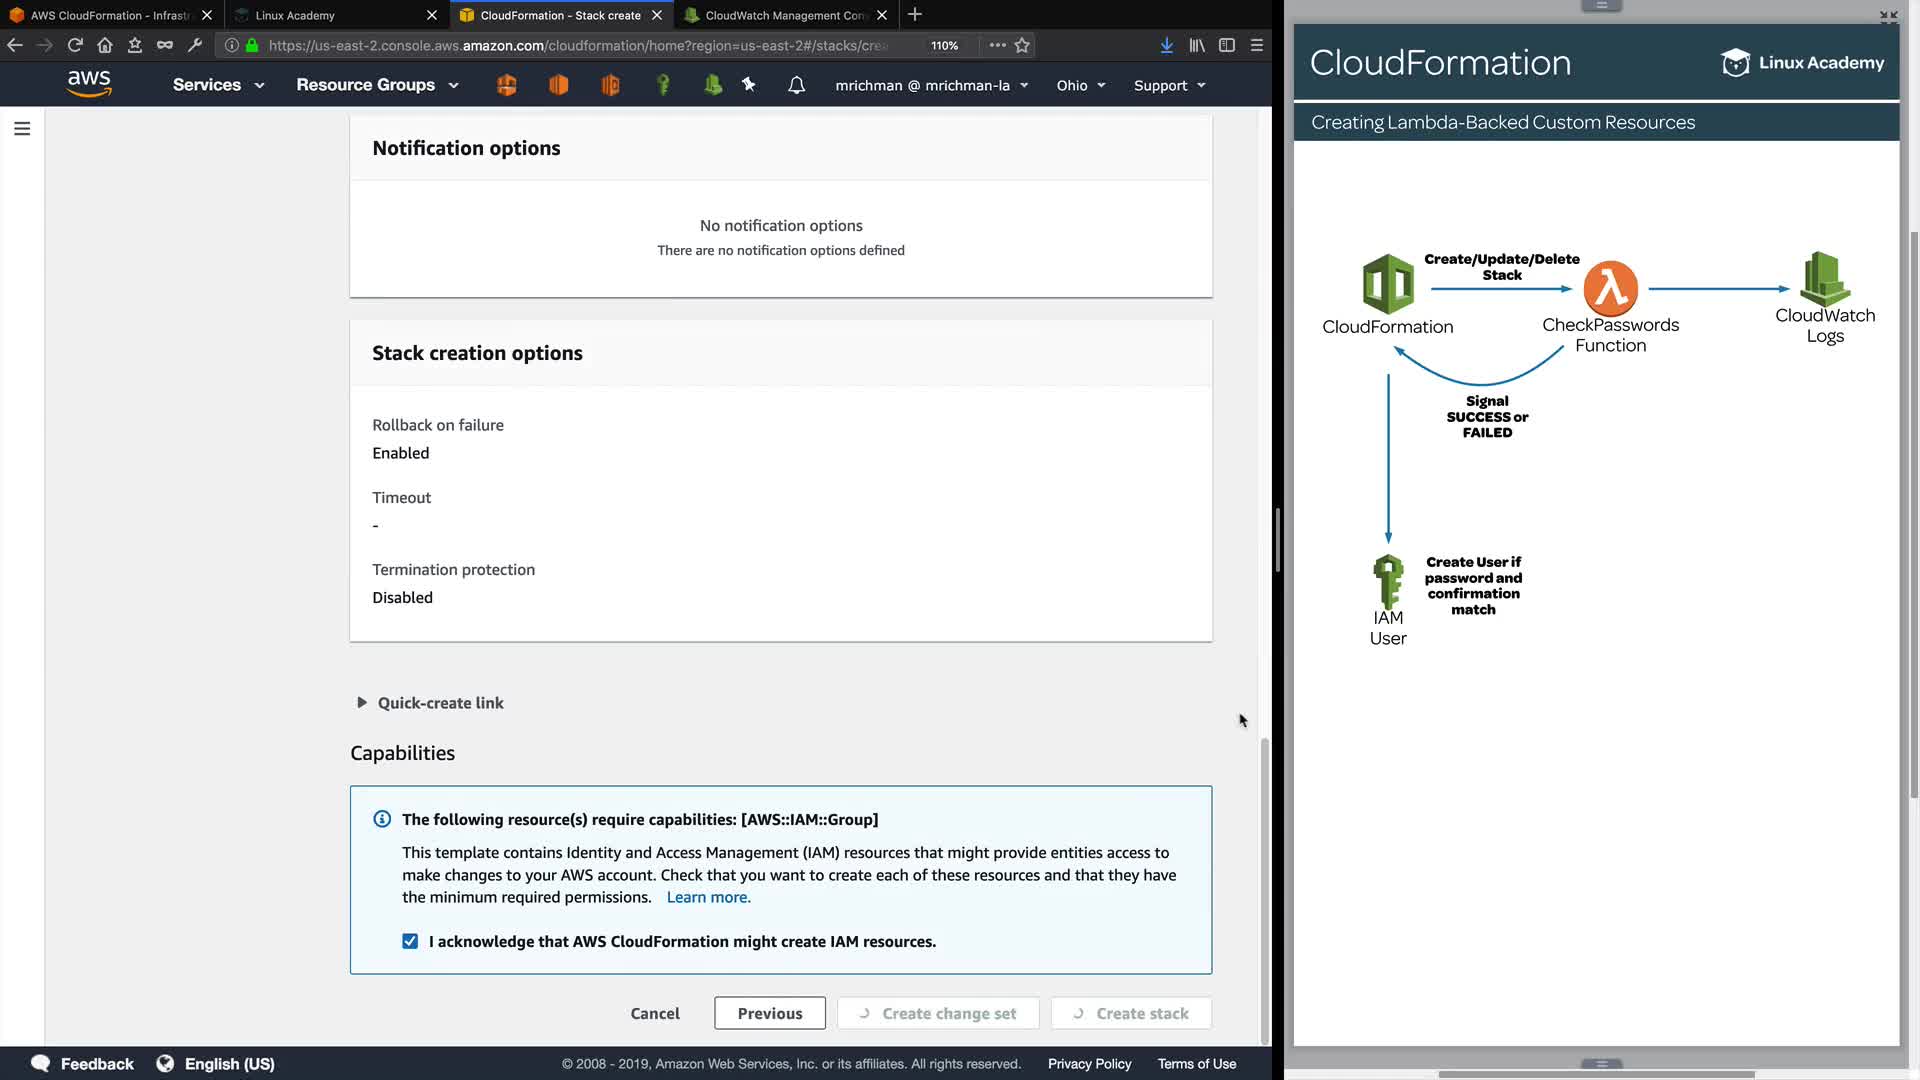 AWS CloudFormation - Infrastr
Linux Academy
CloudFormation - Stack create
CloudWatch Management Con
https://us-east-2.console.aws.amazon.com/cloudformation/home?region=us-east-2#/stacks/crea
110%
aws
Services
Resource Groups
mrichman @ mrichman-la
Ohio
Support
Notification options
No notification options
There are no notification options defined
Stack creation options
Rollback on failure
Enabled
Timeout
-
Termination protection
Disabled
Quick-create link
Capabilities
The following resource(s) require capabilities: [AWS::IAM::Group]
This template contains Identity and Access Management (IAM) resources that might provide entities access to
make changes to your AWS account. Check that you want to create each of these resources and that they have
the minimum required permissions. Learn more.
I acknowledge that AWS CloudFormation might create IAM resources.
Cancel
Previous
Create change set
Create stack
Feedback
English (US)
© 2008 - 2019, Amazon Web Services, Inc. or its affiliates. All rights reserved.
Privacy Policy
Terms of Use
CloudFormation
Linux Academy
Creating Lambda-Backed Custom Resources
Create/Update/Delete
Stack
CloudFormation
CheckPasswords
Function
CloudWatch
Logs
Signal
SUCCESS or
FAILED
Create User if
password and
confirmation
match
IAM
User